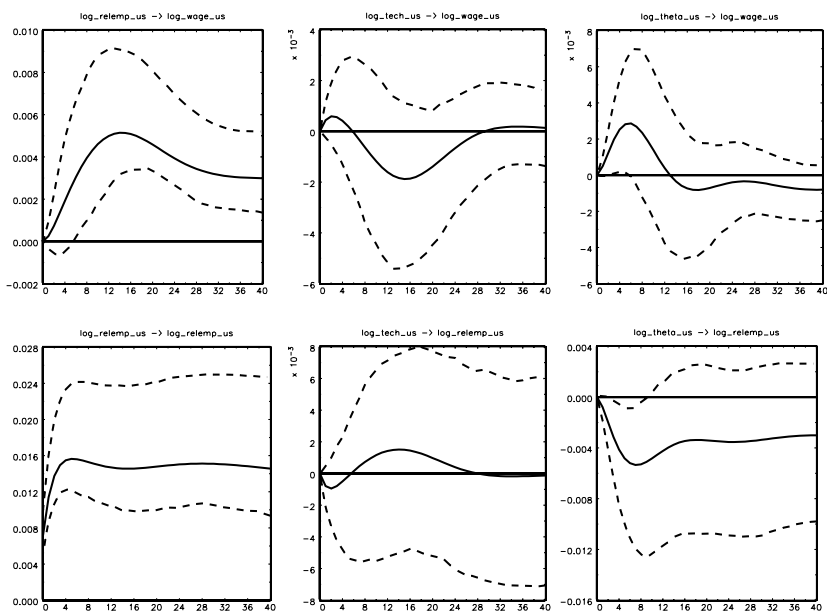 log_relemp_us -> log_wage_us
log_tech_us -> log_wage_us
log_theta_us -> log_wage_us
0.010
0.008
0.006
0.004
0.002
0.000
-0.002
0 4 8 12 16 20 24 28 32 36 40
x 10⁻³
4
2
0
-2
-4
-6
0 4 8 12 16 20 24 28 32 36 40
x 10⁻³
8
6
4
2
0
-2
-4
-6
0 4 8 12 16 20 24 28 32 36 40
log_relemp_us -> log_relemp_us
log_tech_us -> log_relemp_us
log_theto_us -> log_relemp_us
0.028
0.024
0.020
0.016
0.012
0.008
0.004
0.000
0 4 8 12 16 20 24 28 32 36 40
x 10⁻³
8
6
4
2
0
-2
-4
-6
-8
0 4 8 12 16 20 24 28 32 36 40
0.004
0.000
-0.004
-0.008
-0.012
-0.016
0 4 8 12 16 20 24 28 32 36 40